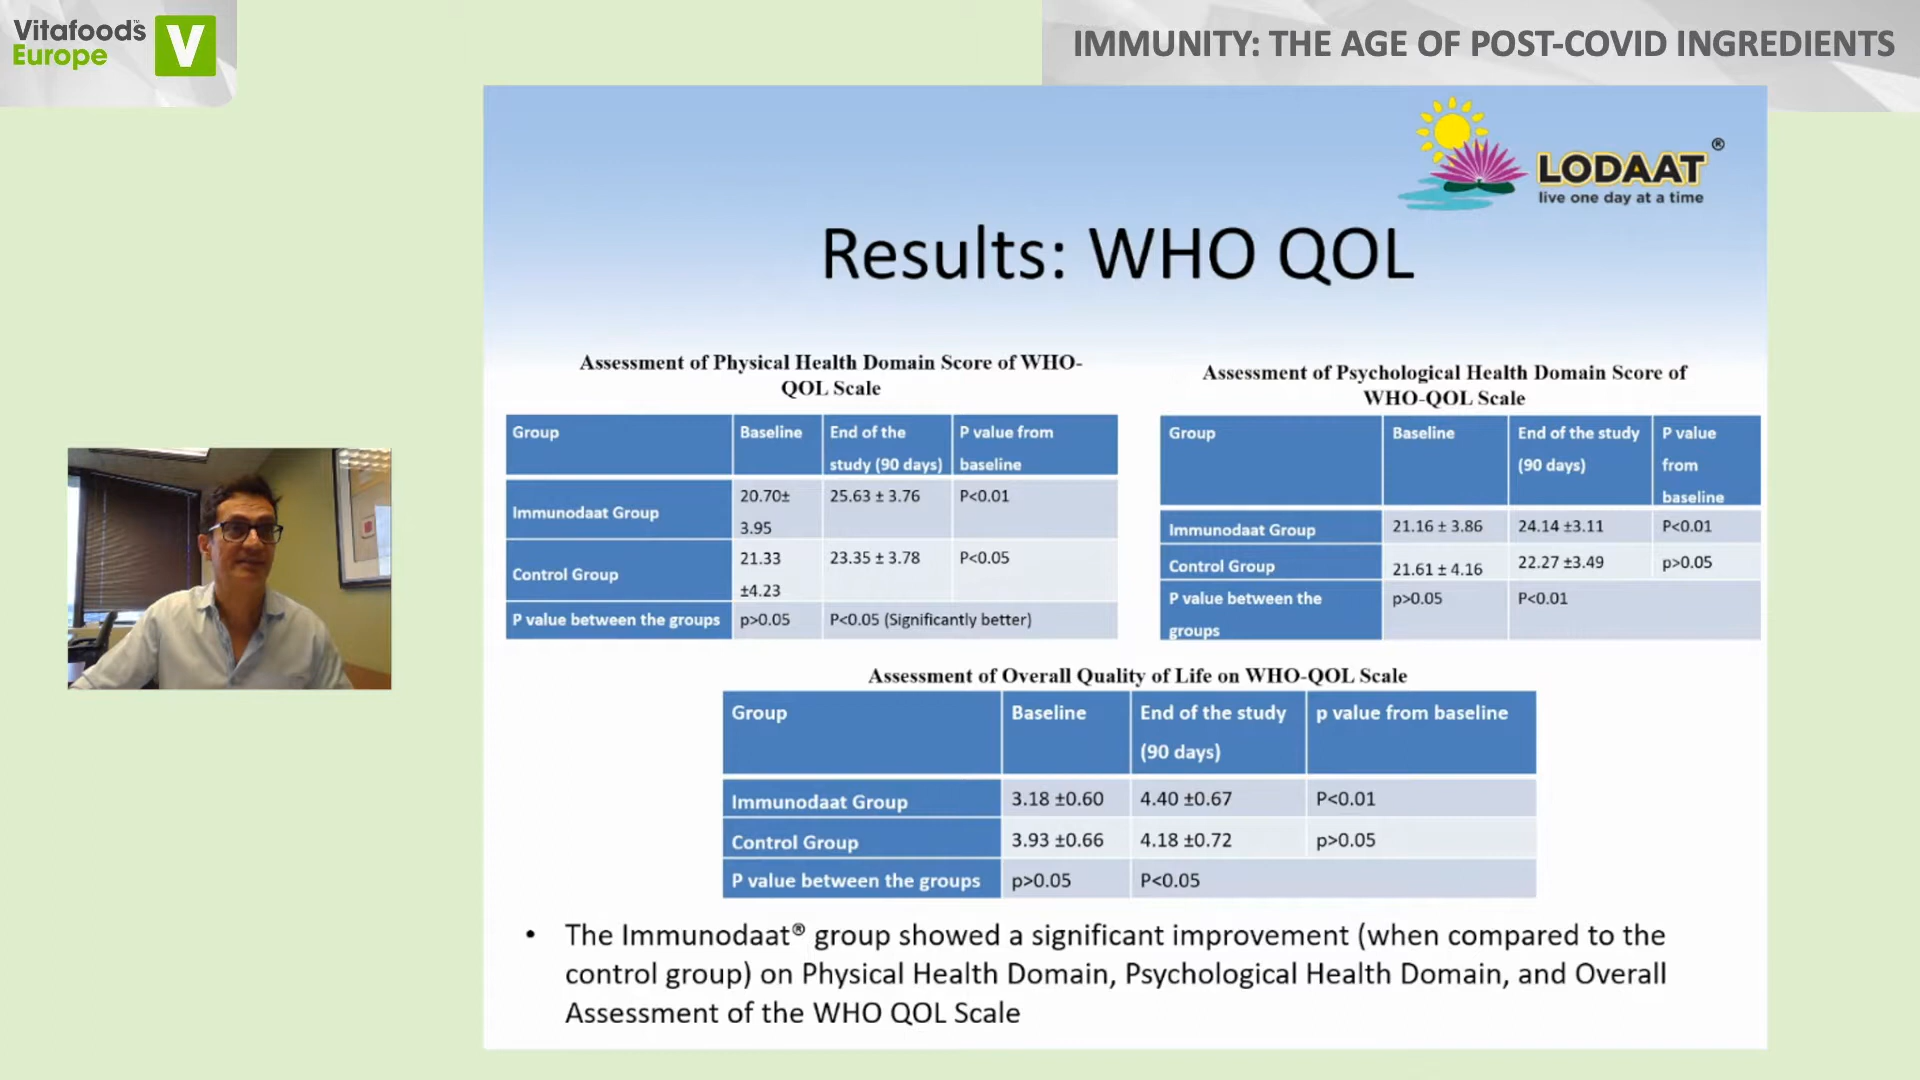 Vitafoods™
Europe
V
IMMUNITY: THE AGE OF POST-COVID INGREDIENTS
LODAAT®
live one day at a time
Results: WHO QOL
Assessment of Physical Health Domain Score of WHO-
QOL Scale
Group Baseline End of the study (90 days) P value from baseline
Immunodaat Group 20.70± 3.95 25.63 ± 3.76 P<0.01
Control Group 21.33 ±4.23 23.35 ± 3.78 P<0.05
P value between the groups p>0.05 P<0.05 (Significantly better)
Assessment of Psychological Health Domain Score of
WHO-QOL Scale
Group Baseline End of the study (90 days) P value from baseline
Immunodaat Group 21.16 ± 3.86 24.14 ±3.11 P<0.01
Control Group 21.61 ± 4.16 22.27 ±3.49 p>0.05
P value between the groups p>0.05 P<0.01
Assessment of Overall Quality of Life on WHO-QOL Scale
Group Baseline End of the study (90 days) p value from baseline
Immunodaat Group 3.18 ±0.60 4.40 ±0.67 P<0.01
Control Group 3.93 ±0.66 4.18 ±0.72 p>0.05
P value between the groups p>0.05 P<0.05
• The Immunodaat® group showed a significant improvement (when compared to the
control group) on Physical Health Domain, Psychological Health Domain, and Overall
Assessment of the WHO QOL Scale